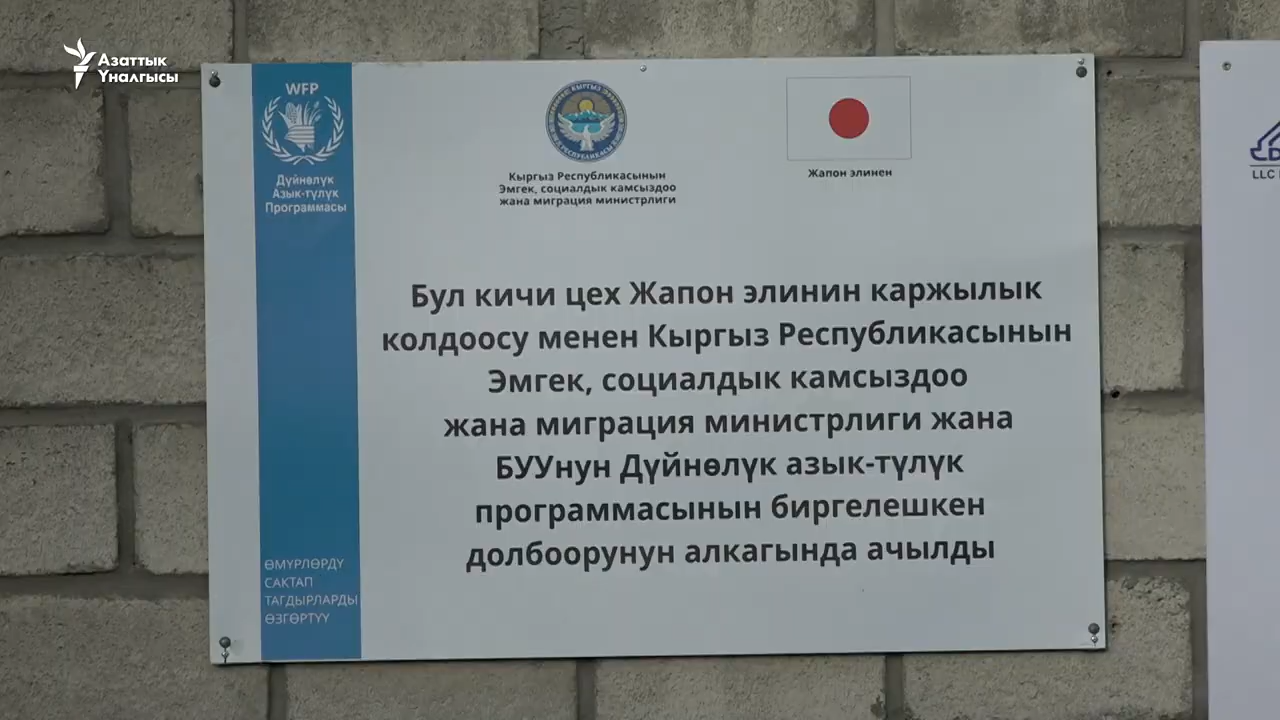 Азаттык
Үналгысы
WFP
Дүйнөлүк
Азык-түлүк
Программасы
Кыргыз Республикасынын
Эмгек, социалдык камсыздоо
жана миграция министрлиги
Жапон элинен
Бул кичи цех Жапон элинин каржылык
колдоосу менен Кыргыз Республикасынын
Эмгек, социалдык камсыздоо
жана миграция министрлиги жана
БУУнун Дүйнөлүк азык-түлүк
программасынын биргелешкен
долбоорунун алкагында ачылды
ӨМҮРЛӨРДҮ
САКТАП
ТАГДЫРЛАРДЫ
ӨЗГӨРТҮҮ
LLC